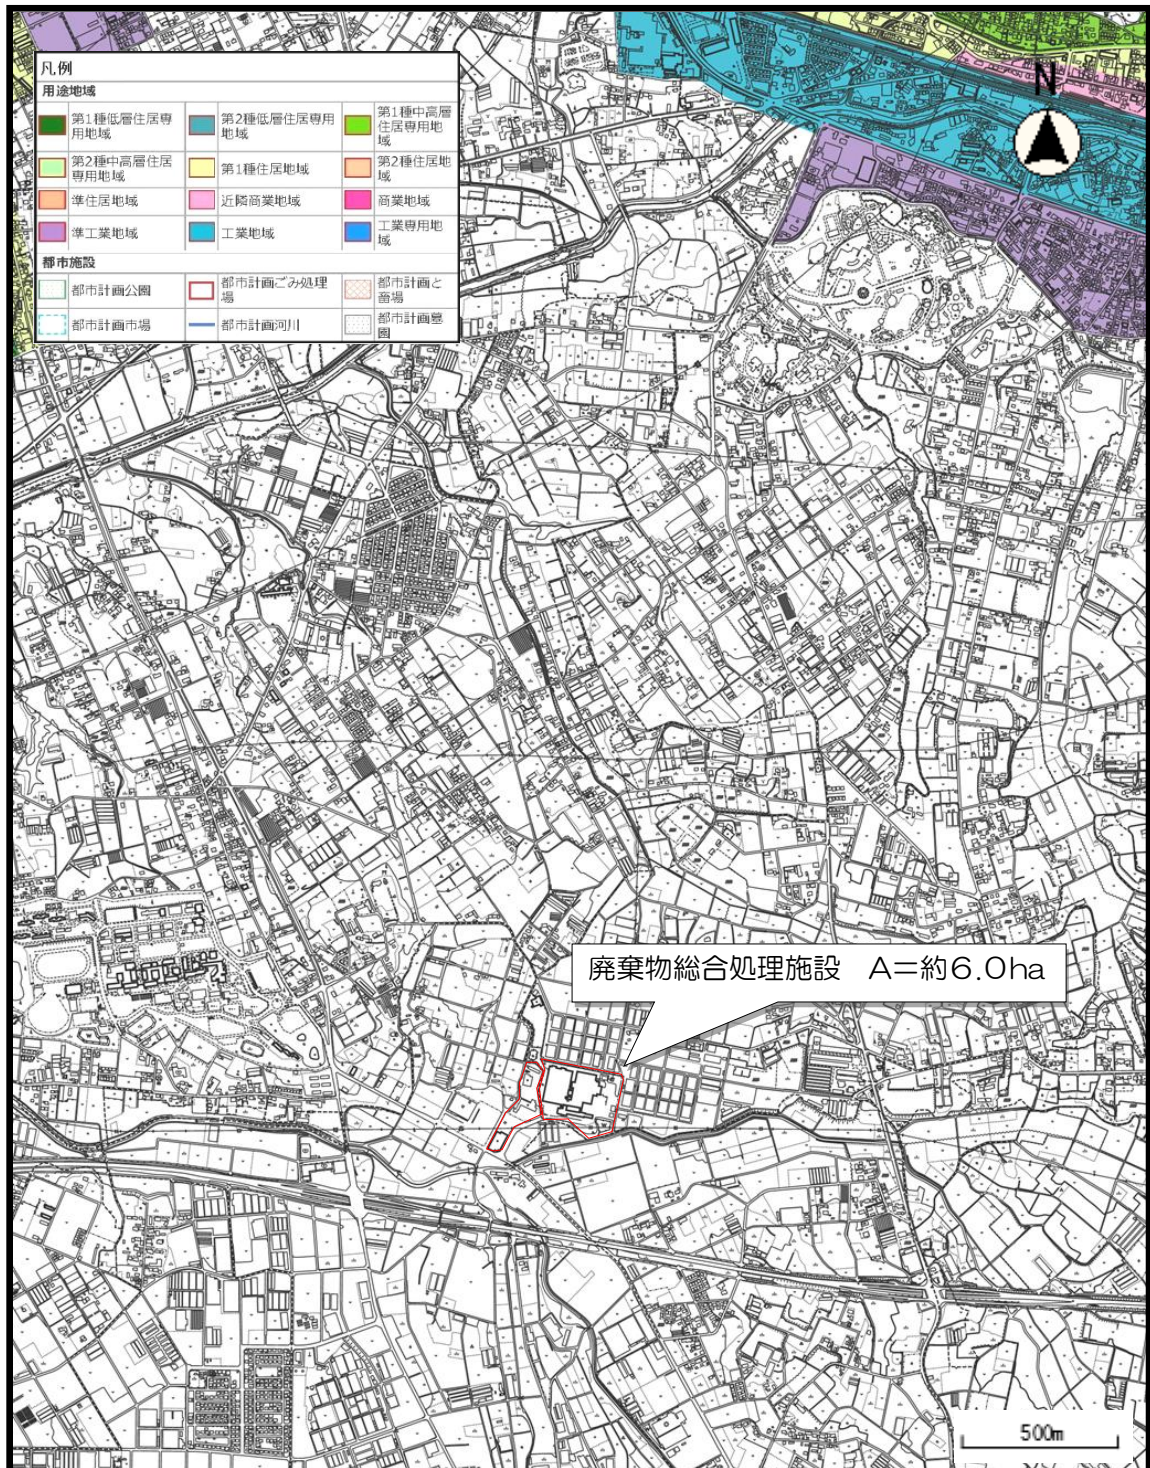 凡例
用途地域
第1種低層住居専
用地域
第2種低層住居専用
地域
第1種中高層
住居専用地
域
第2種中高層住居
専用地域
第1種住居地域
第2種住居地
域
準住居地域
近隣商業地域
商業地域
準工業地域
工業地域
工業専用地
域
都市施設
都市計画公園
都市計画ごみ処理
場
都市計画と
畜場
都市計画市場
都市計画河川
都市計画墓
園
N
廃棄物総合処理施設 A=約6.0ha
500m